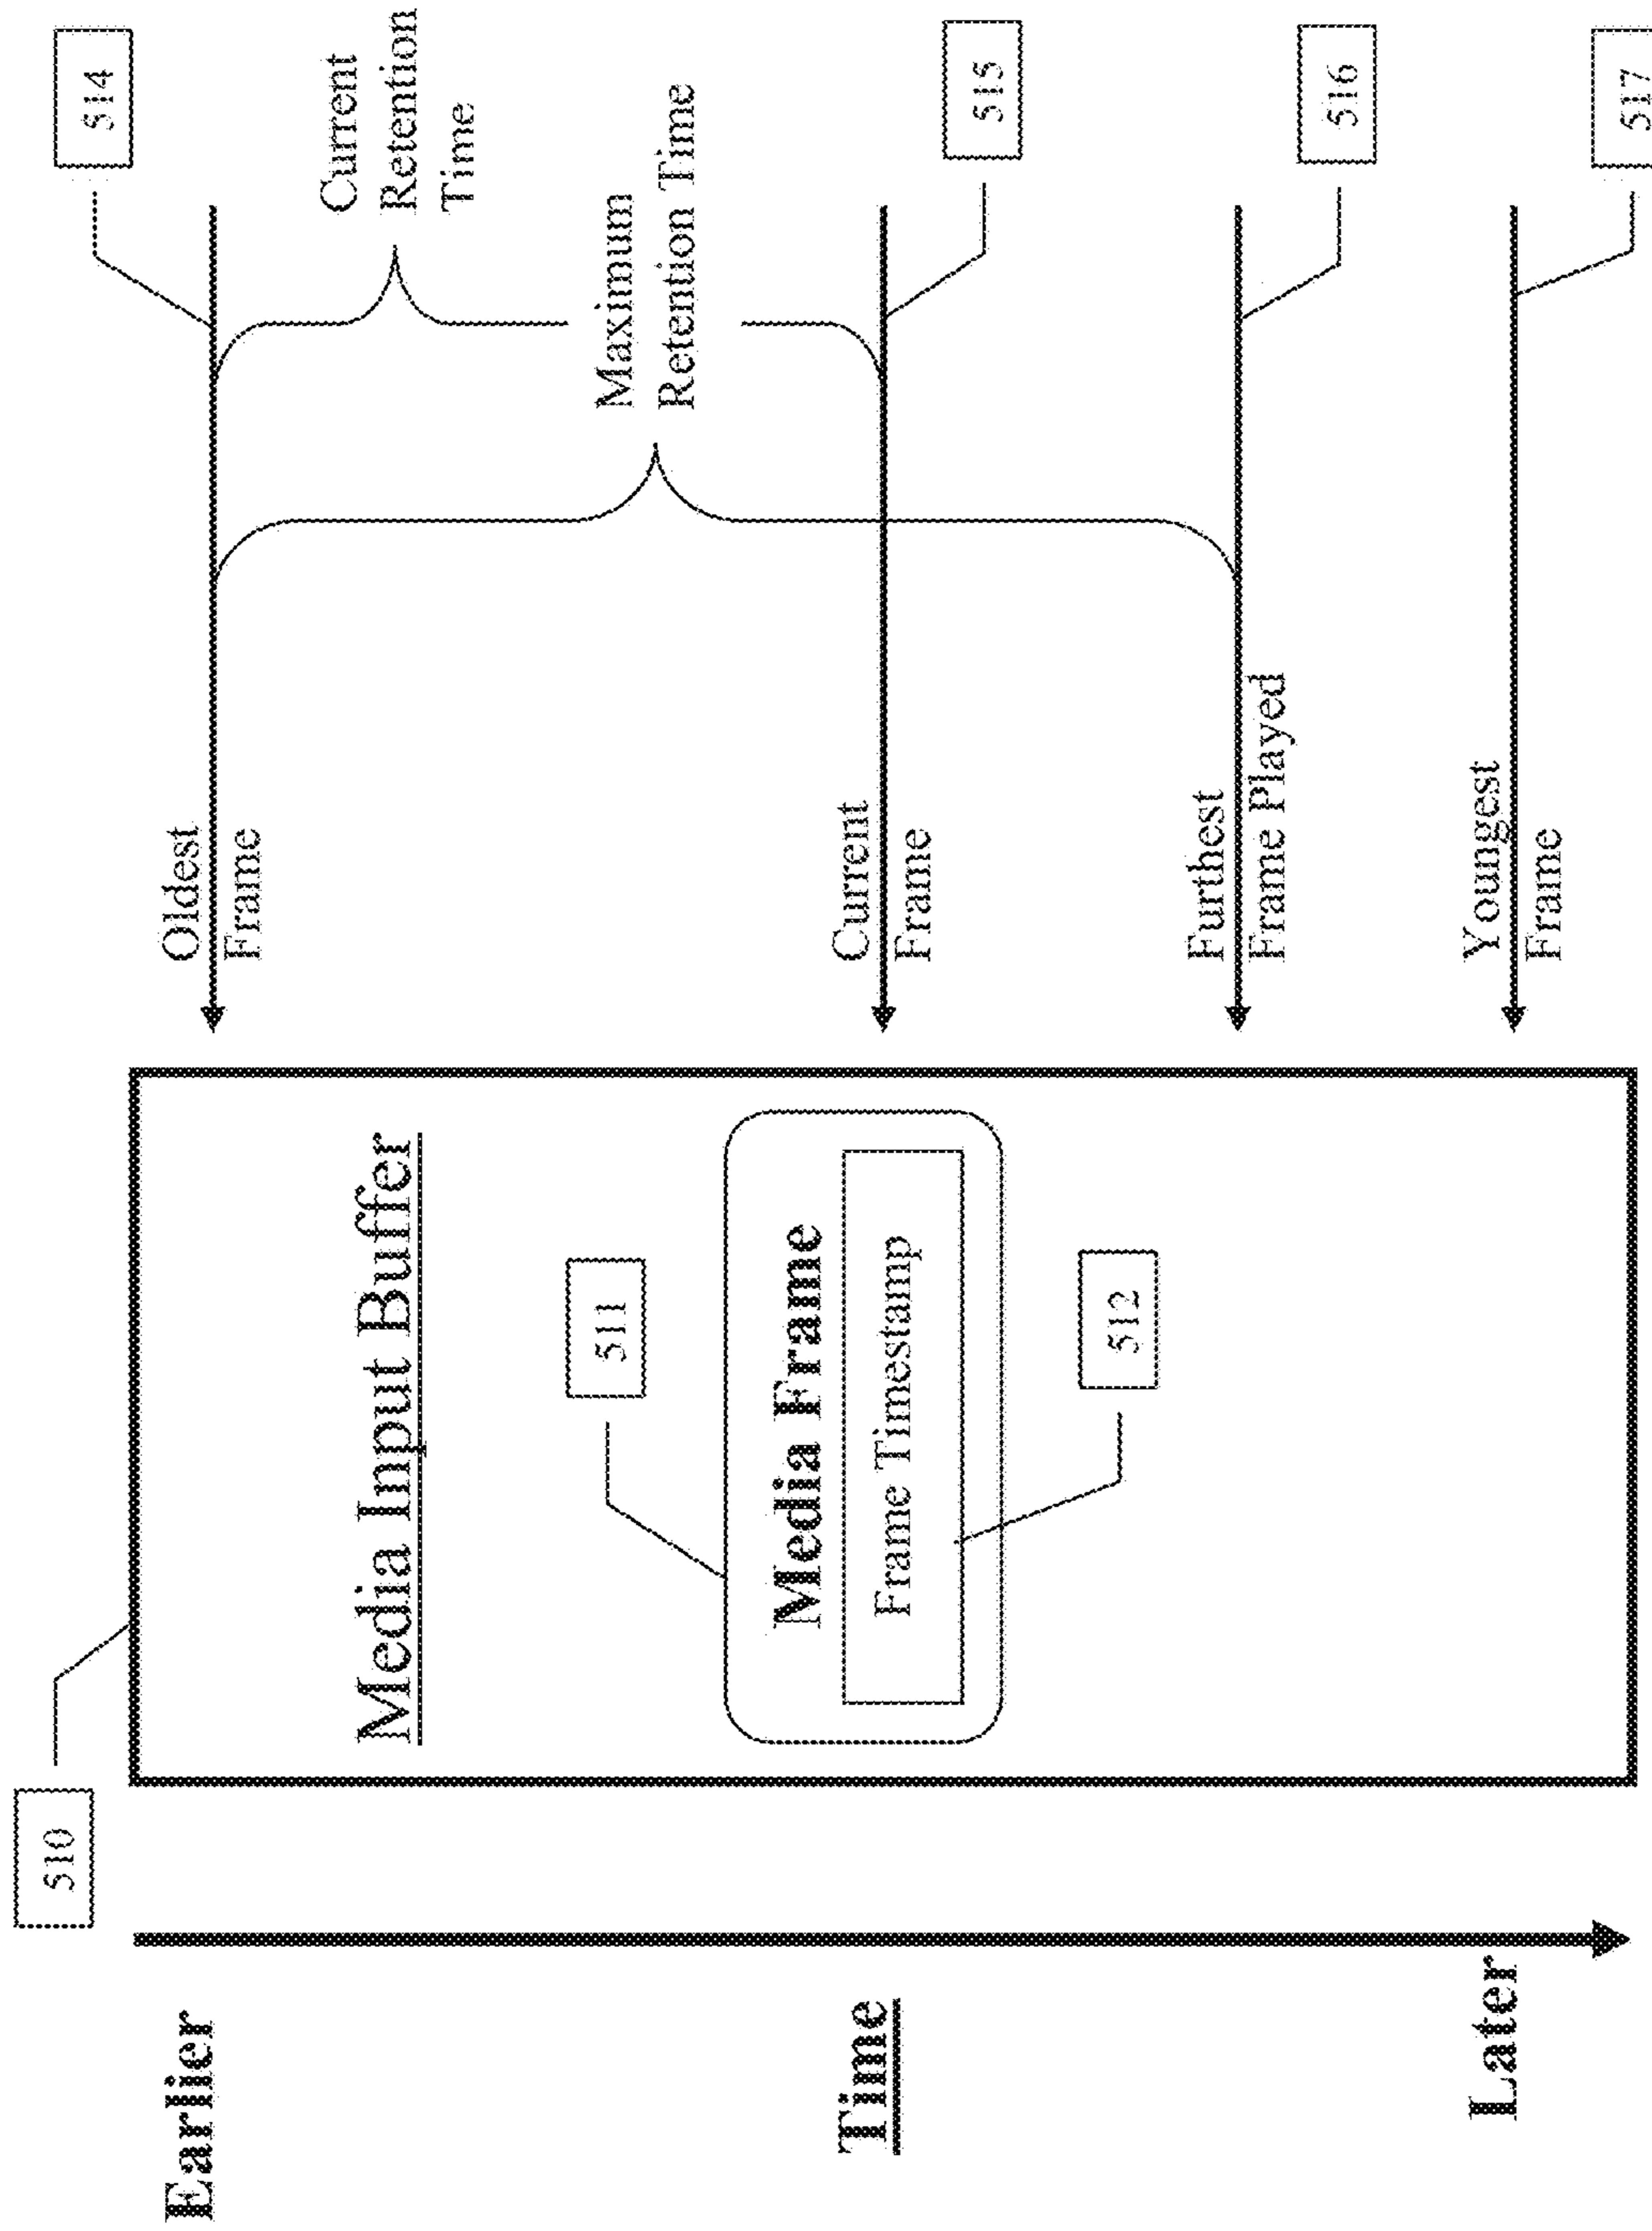 510
514
Earlier
Oldest
Frame
Current
Retention
Time
Media Input Buffer
511
Maximum
Retention Time
Media Frame
Frame Timestamp
Time
Current
Frame
515
512
Furthest
Frame Played
516
Later
Youngest
Frame
517